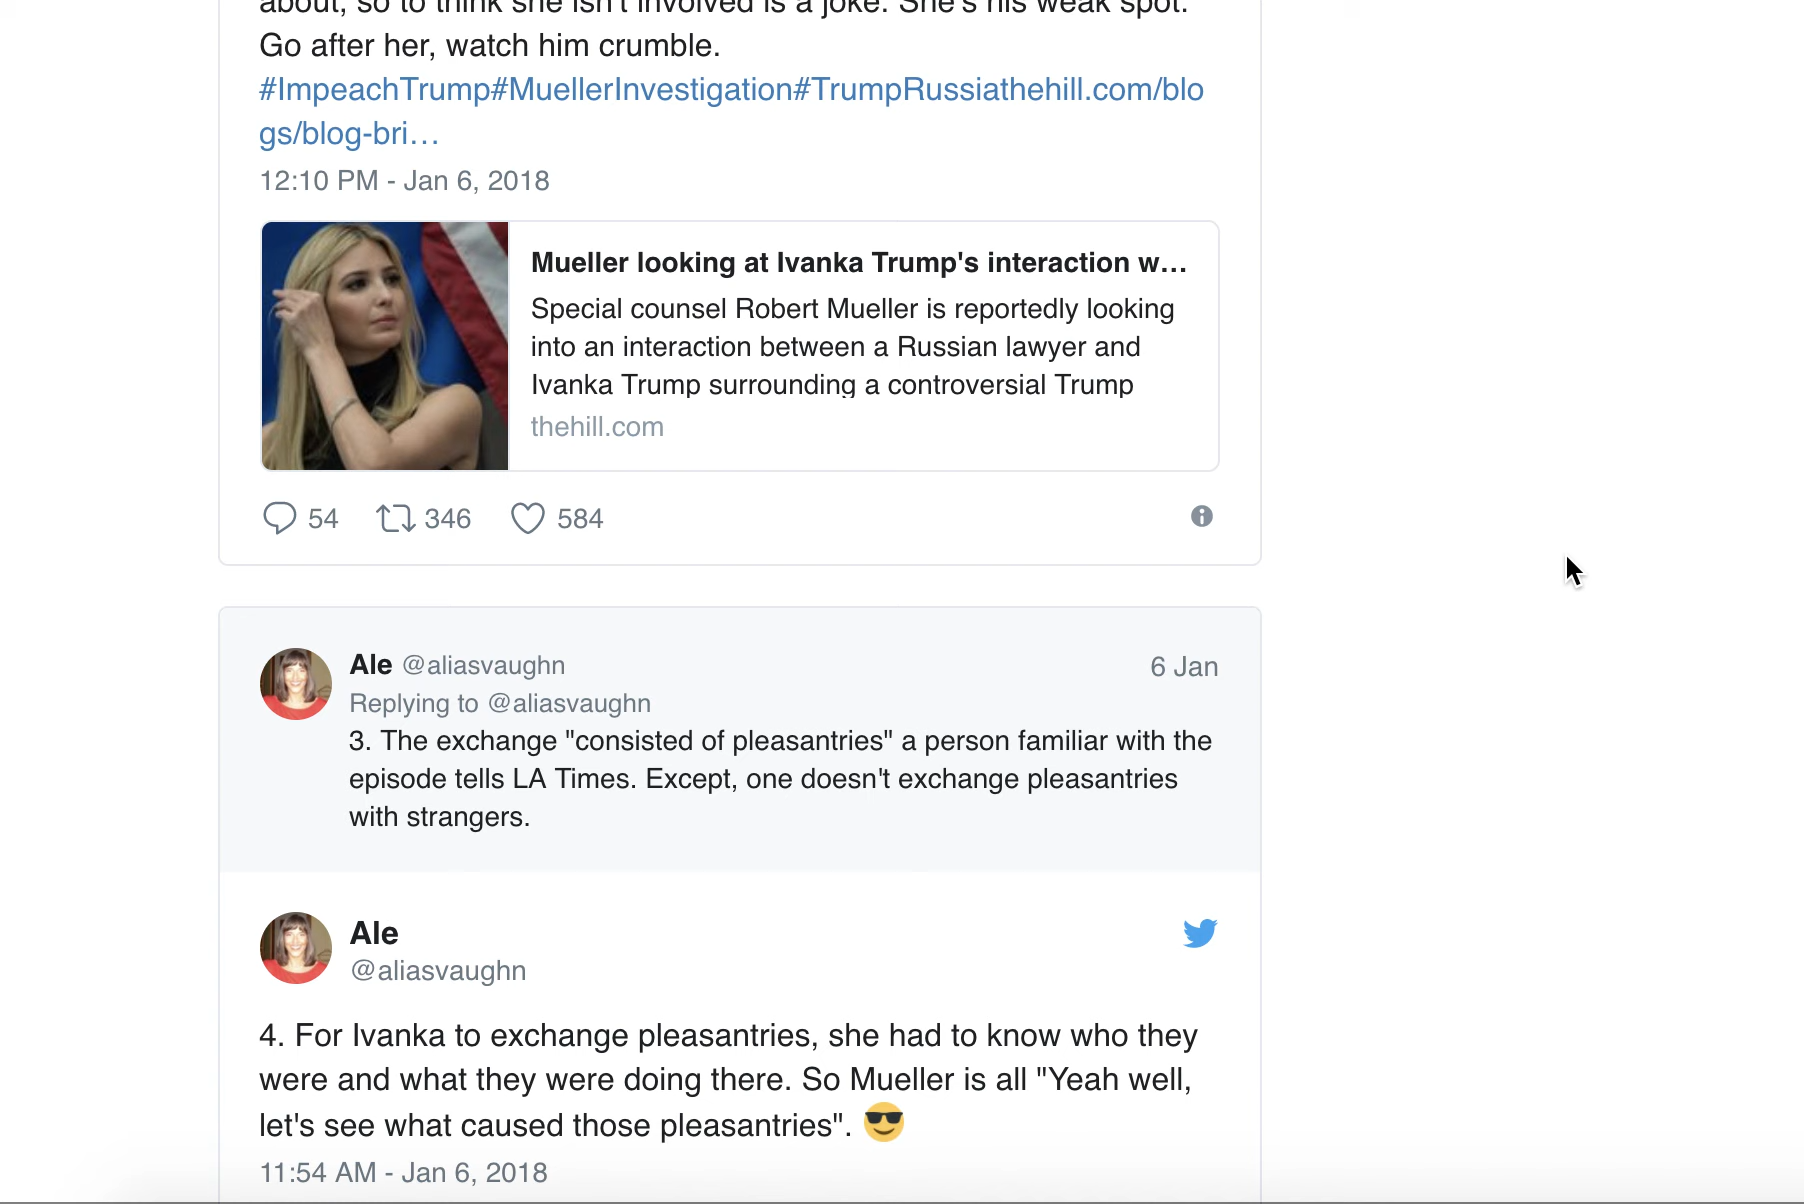 about, so to think she isn't involved is a joke. She's his weak spot.
Go after her, watch him crumble.
#ImpeachTrump#MuellerInvestigation#TrumpRussiathehill.com/blo
gs/blog-bri…
12:10 PM - Jan 6, 2018
Mueller looking at Ivanka Trump's interaction w…
Special counsel Robert Mueller is reportedly looking
into an interaction between a Russian lawyer and
Ivanka Trump surrounding a controversial Trump
thehill.com
54 346 584
Ale @aliasvaughn 6 Jan
Replying to @aliasvaughn
3. The exchange "consisted of pleasantries" a person familiar with the
episode tells LA Times. Except, one doesn't exchange pleasantries
with strangers.
Ale
@aliasvaughn
4. For Ivanka to exchange pleasantries, she had to know who they
were and what they were doing there. So Mueller is all "Yeah well,
let's see what caused those pleasantries". 😎
11:54 AM - Jan 6, 2018